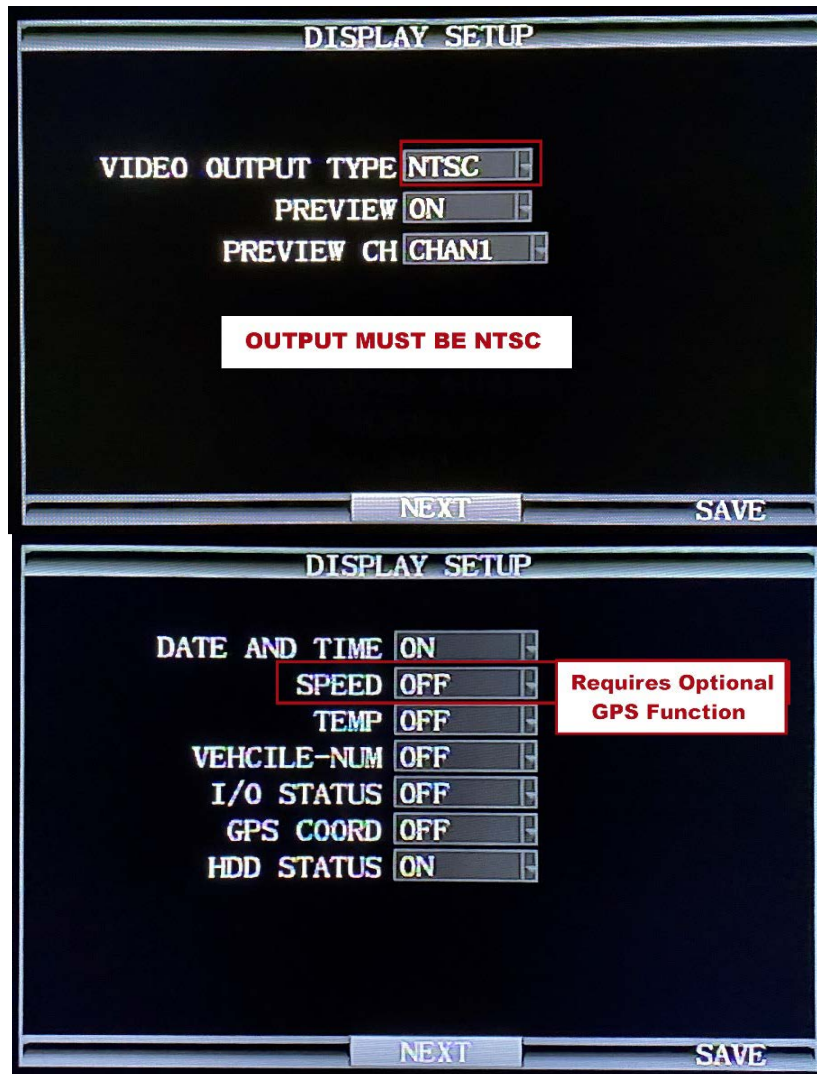 DISPLAY SETUP
VIDEO OUTPUT TYPE NTSC
PREVIEW ON
PREVIEW CH CHAN1
OUTPUT MUST BE NTSC
NEXT SAVE
DISPLAY SETUP
DATE AND TIME ON
SPEED OFF Requires Optional
GPS Function
TEMP OFF
VEHCILE-NUM OFF
I/O STATUS OFF
GPS COORD OFF
HDD STATUS ON
NEXT SAVE